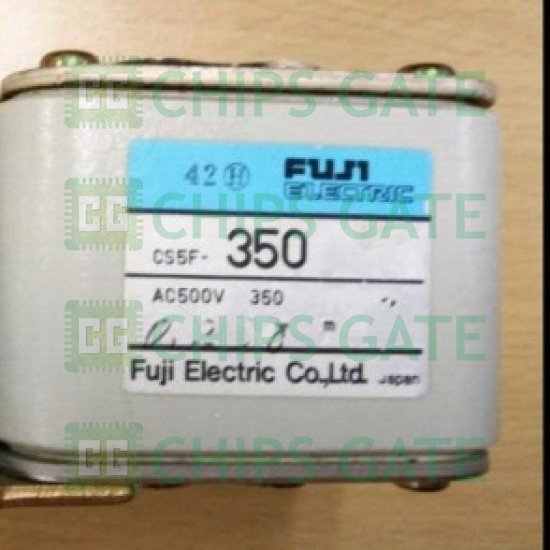 CHIPS GATE
42 Ⓗ FUJI
ELECTRIC
CHIPS GATE
CS5F- 350
AC500V 350
CHIPS GATE
m
Fuji Electric Co.,Ltd. Japan
CHIPS GATE